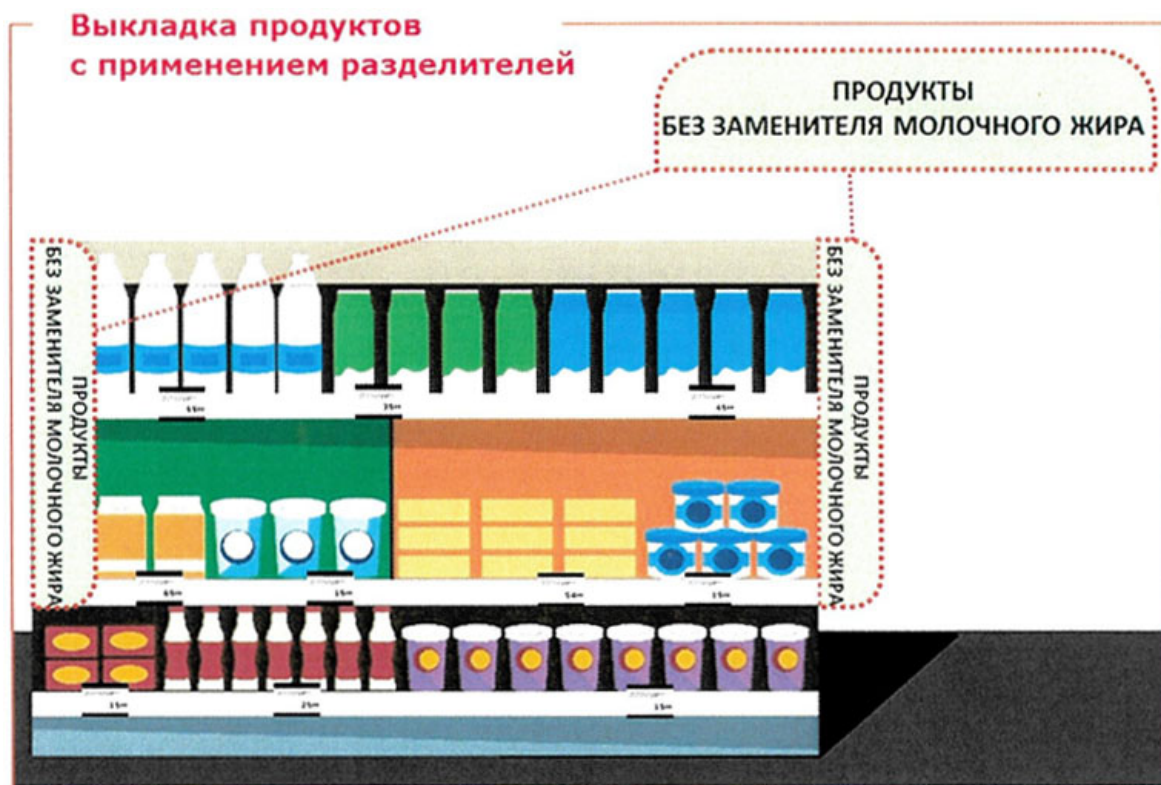 Выкладка продуктов
с применением разделителей
ПРОДУКТЫ
БЕЗ ЗАМЕНИТЕЛЯ МОЛОЧНОГО ЖИРА
ПРОДУКТЫ
БЕЗ ЗАМЕНИТЕЛЯ МОЛОЧНОГО ЖИРА
ПРОДУКТЫ
БЕЗ ЗАМЕНИТЕЛЯ МОЛОЧНОГО ЖИРА